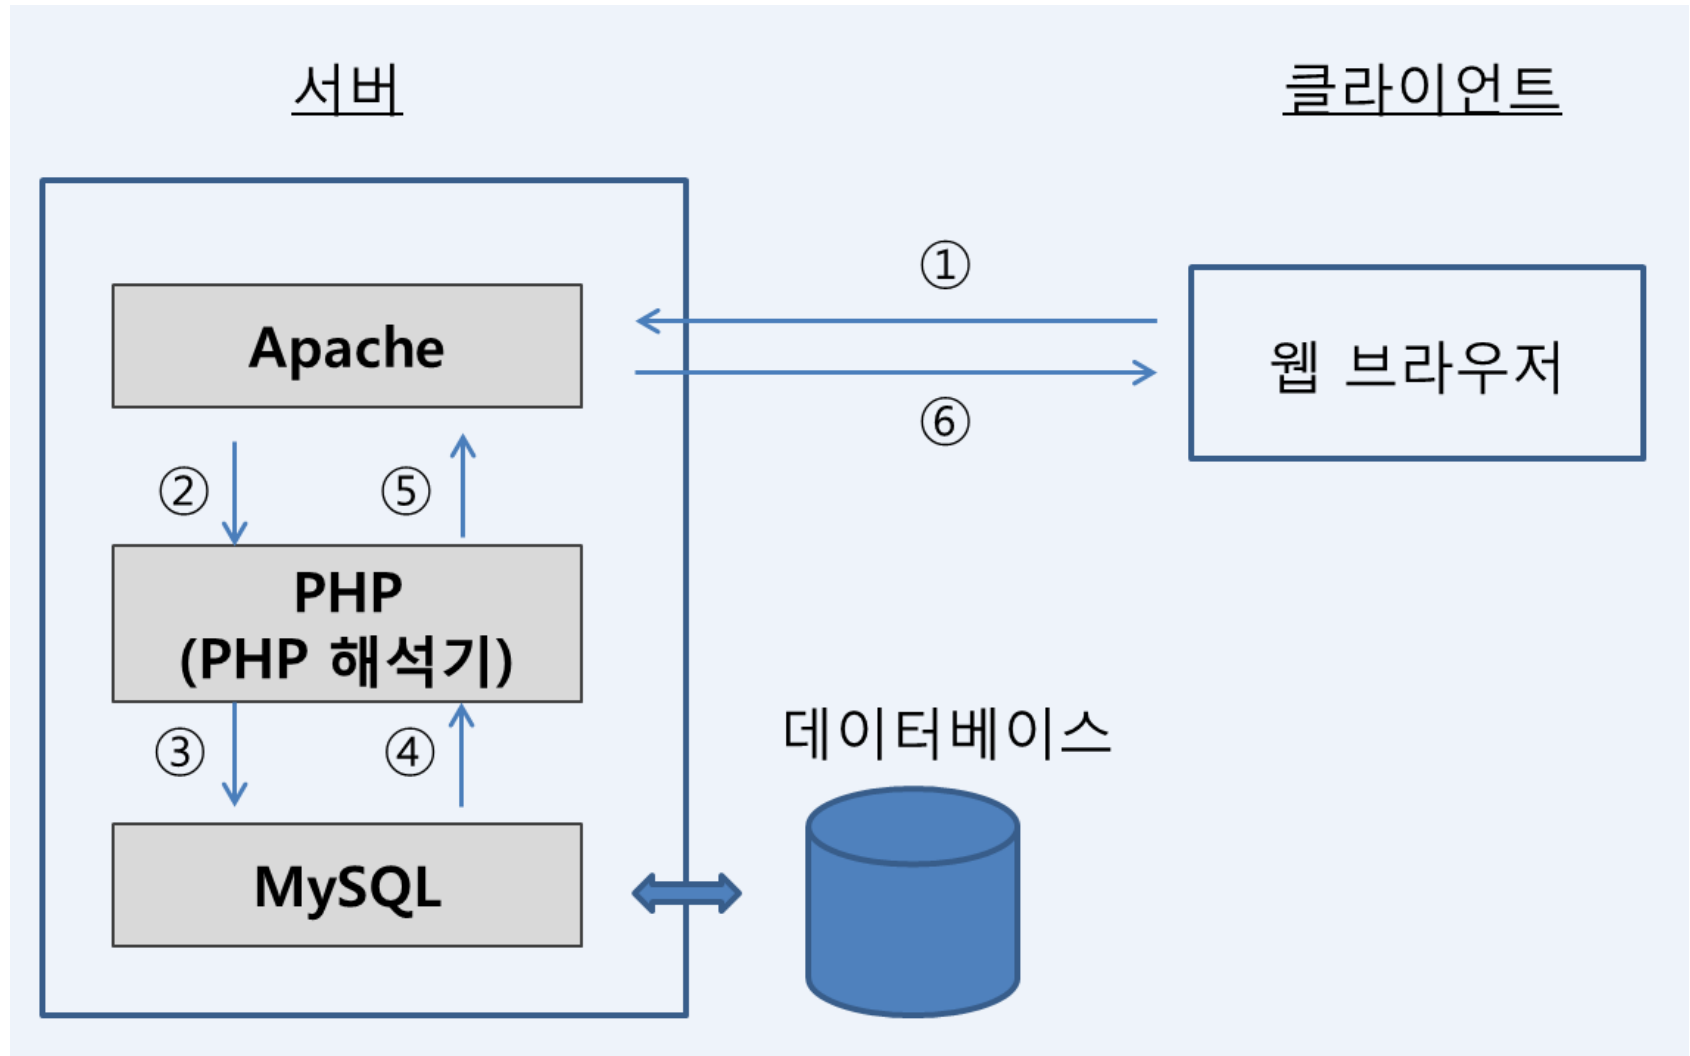 서버
클라이언트
①
Apache
웹 브라우저
⑥
② ⑤
PHP
(PHP 해석기)
③ ④
데이터베이스
MySQL